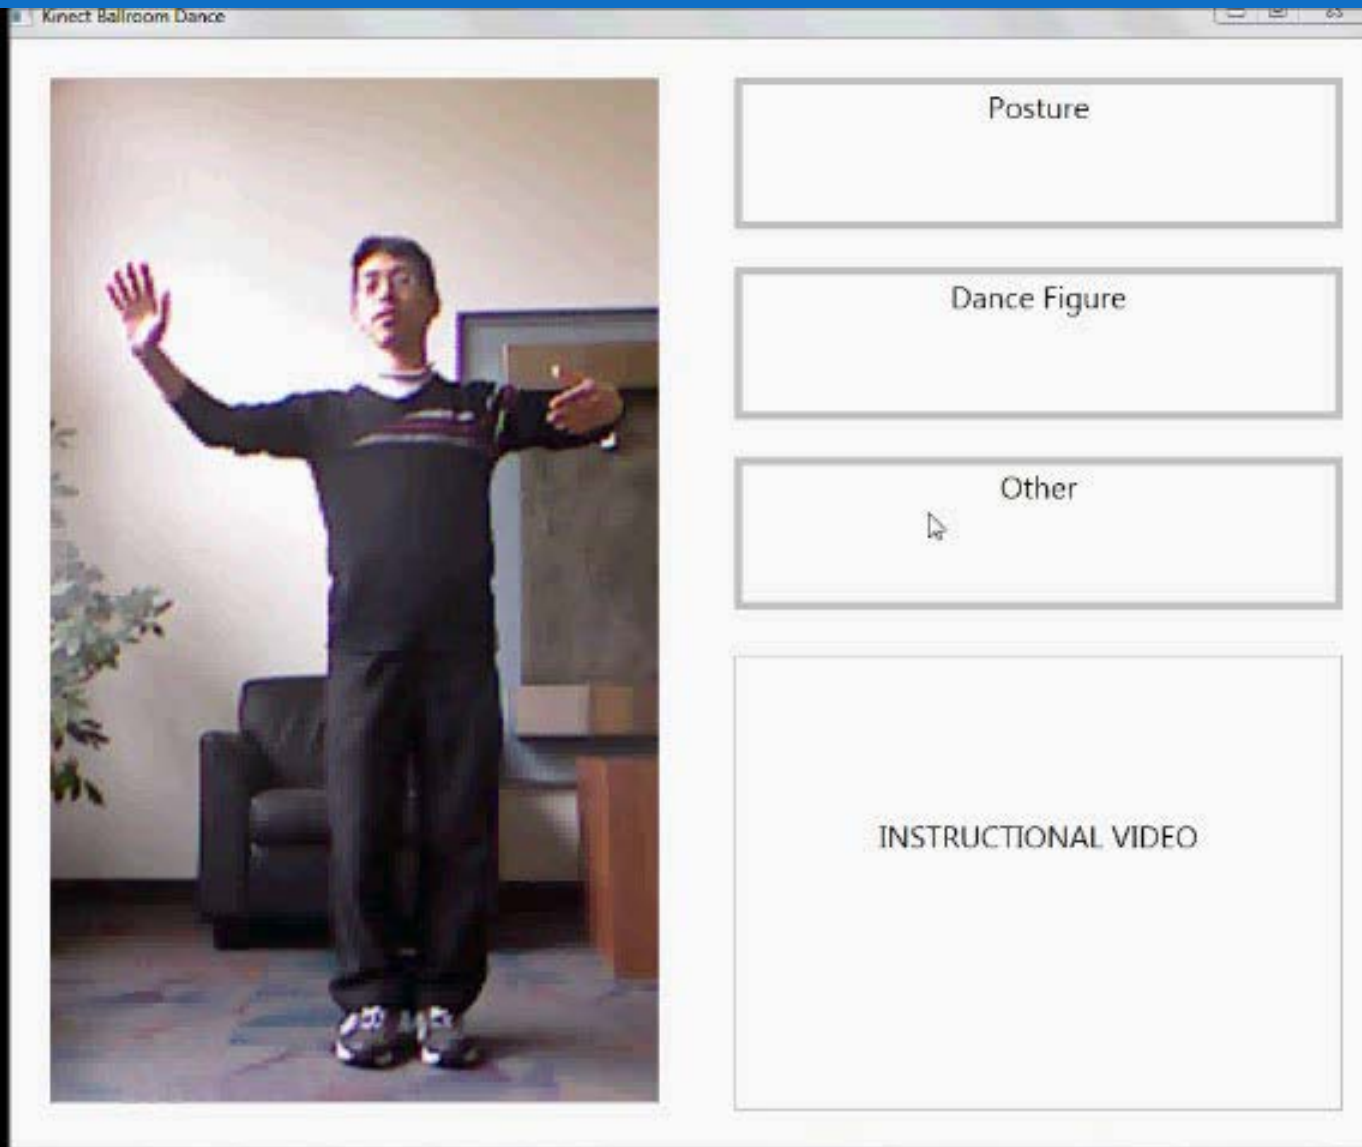 Kinect Ballroom Dance
Posture
Dance Figure
Other
INSTRUCTIONAL VIDEO